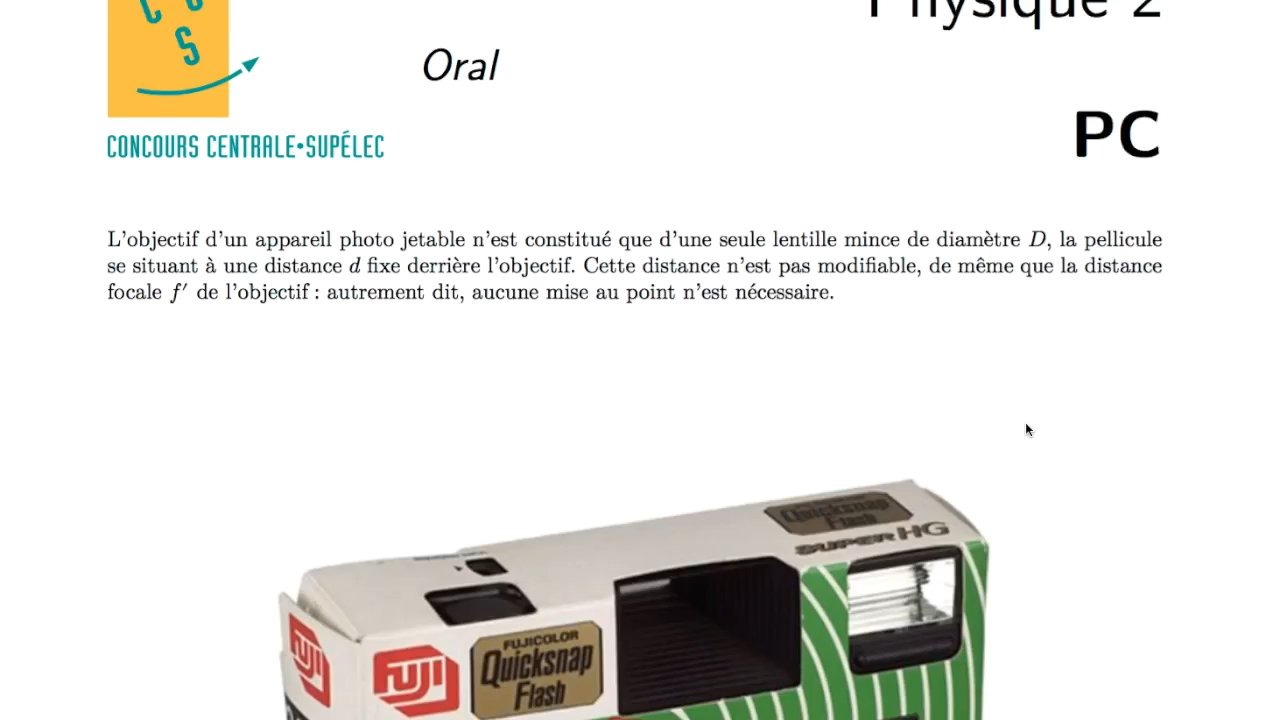 Physique 2
C
S
Oral
CONCOURS CENTRALE•SUPÉLEC
PC
L'objectif d'un appareil photo jetable n'est constitué que d'une seule lentille mince de diamètre D, la pellicule
se situant à une distance d fixe derrière l'objectif. Cette distance n'est pas modifiable, de même que la distance
focale f′ de l'objectif : autrement dit, aucune mise au point n'est nécessaire.
Quicksnap
Flash
SUPER HG
FUJI
FUJI
FUJICOLOR
Quicksnap
Flash